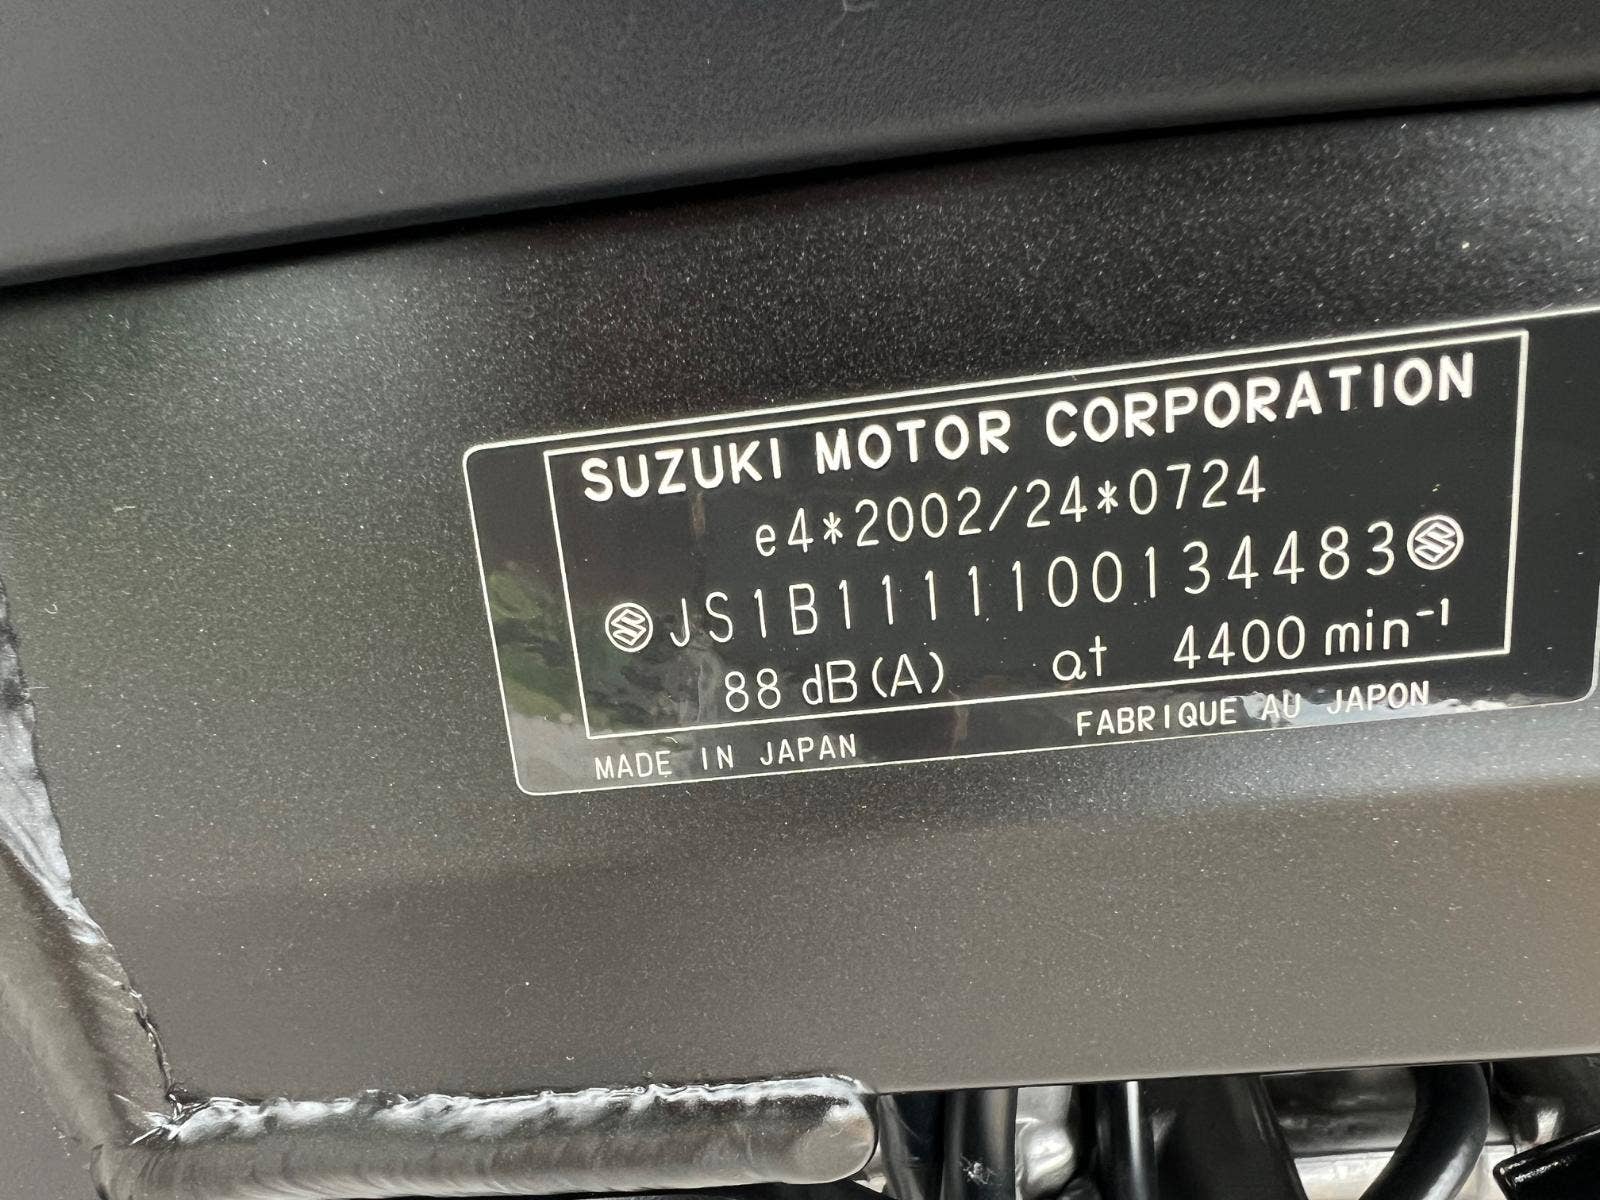 SUZUKI MOTOR CORPORATION
e4*2002/24*0724
JS1B1111100134483
88 dB(A) at 4400 min⁻¹
MADE IN JAPAN FABRIQUE AU JAPON